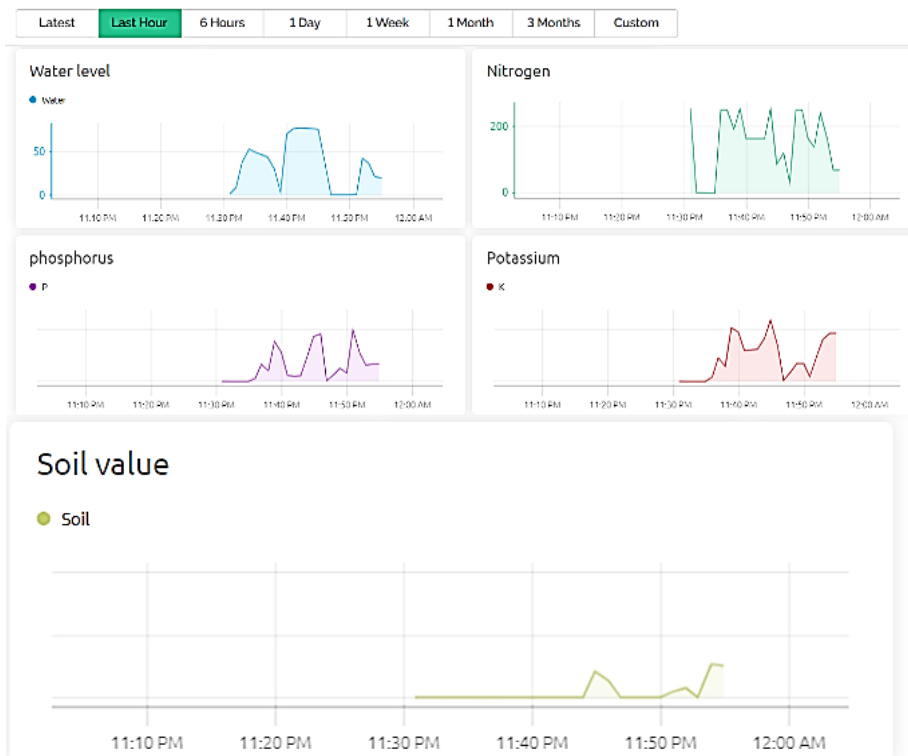 Latest Last Hour 6 Hours 1 Day 1 Week 1 Month 3 Months Custom
Water level
Water
50
0
11:10 PM 11:20 PM 11:30 PM 11:40 PM 11:50 PM 12:00 AM
Nitrogen
200
0
11:10 PM 11:20 PM 11:30 PM 11:40 PM 11:50 PM 12:00 AM
phosphorus
P
11:10 PM 11:20 PM 11:30 PM 11:40 PM 11:50 PM 12:00 AM
Potassium
K
11:10 PM 11:20 PM 11:30 PM 11:40 PM 11:50 PM 12:00 AM
Soil value
Soil
11:10 PM 11:20 PM 11:30 PM 11:40 PM 11:50 PM 12:00 AM